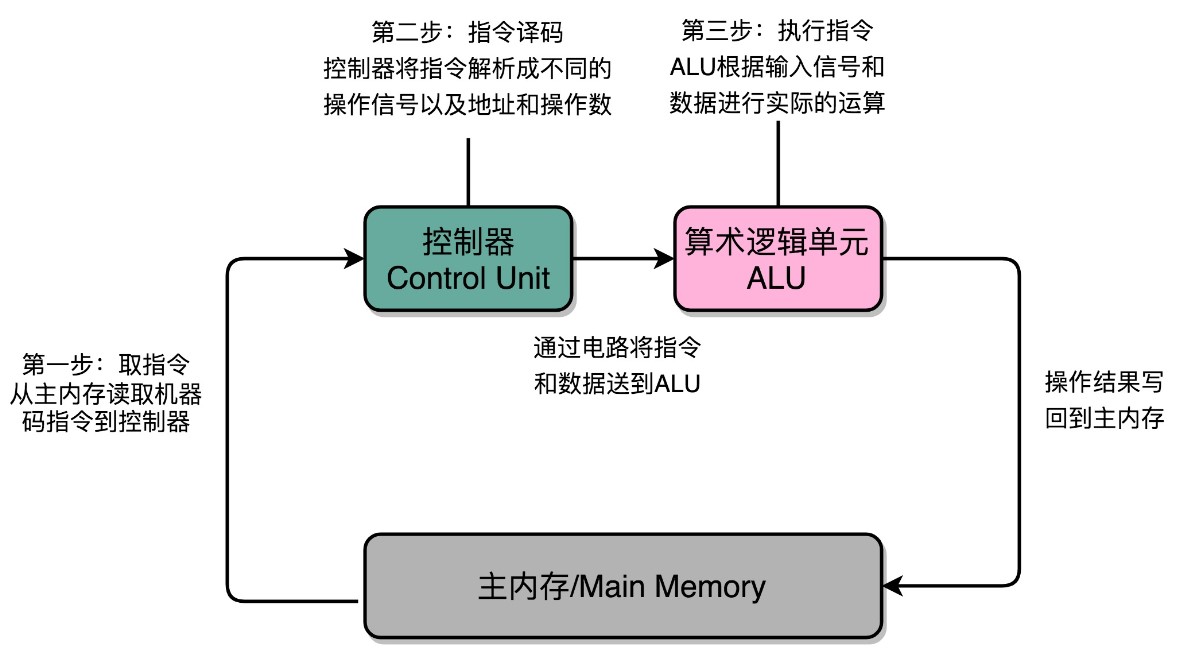 第二步：指令译码
控制器将指令解析成不同的
操作信号以及地址和操作数
第三步：执行指令
ALU根据输入信号和
数据进行实际的运算
控制器
Control Unit
算术逻辑单元
ALU
通过电路将指令
和数据送到ALU
第一步：取指令
从主内存读取机器
码指令到控制器
操作结果写
回到主内存
主内存/Main Memory